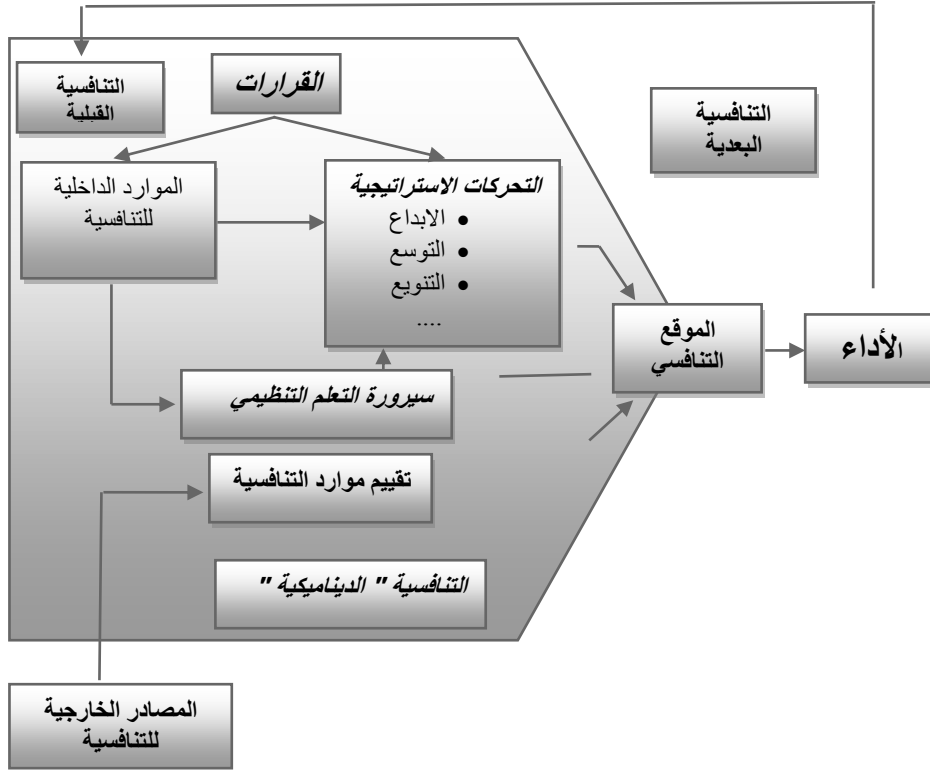 التنافسية
القبلية
القرارات
التنافسية
البعدية
الموارد الداخلية
للتنافسية
التحركات الاستراتيجية
• الابداع
• التوسع
• التنويع
....
الموقع
التنافسي
الأداء
سيرورة التعلم التنظيمي
تقييم موارد التنافسية
التنافسية " الديناميكية "
المصادر الخارجية
للتنافسية